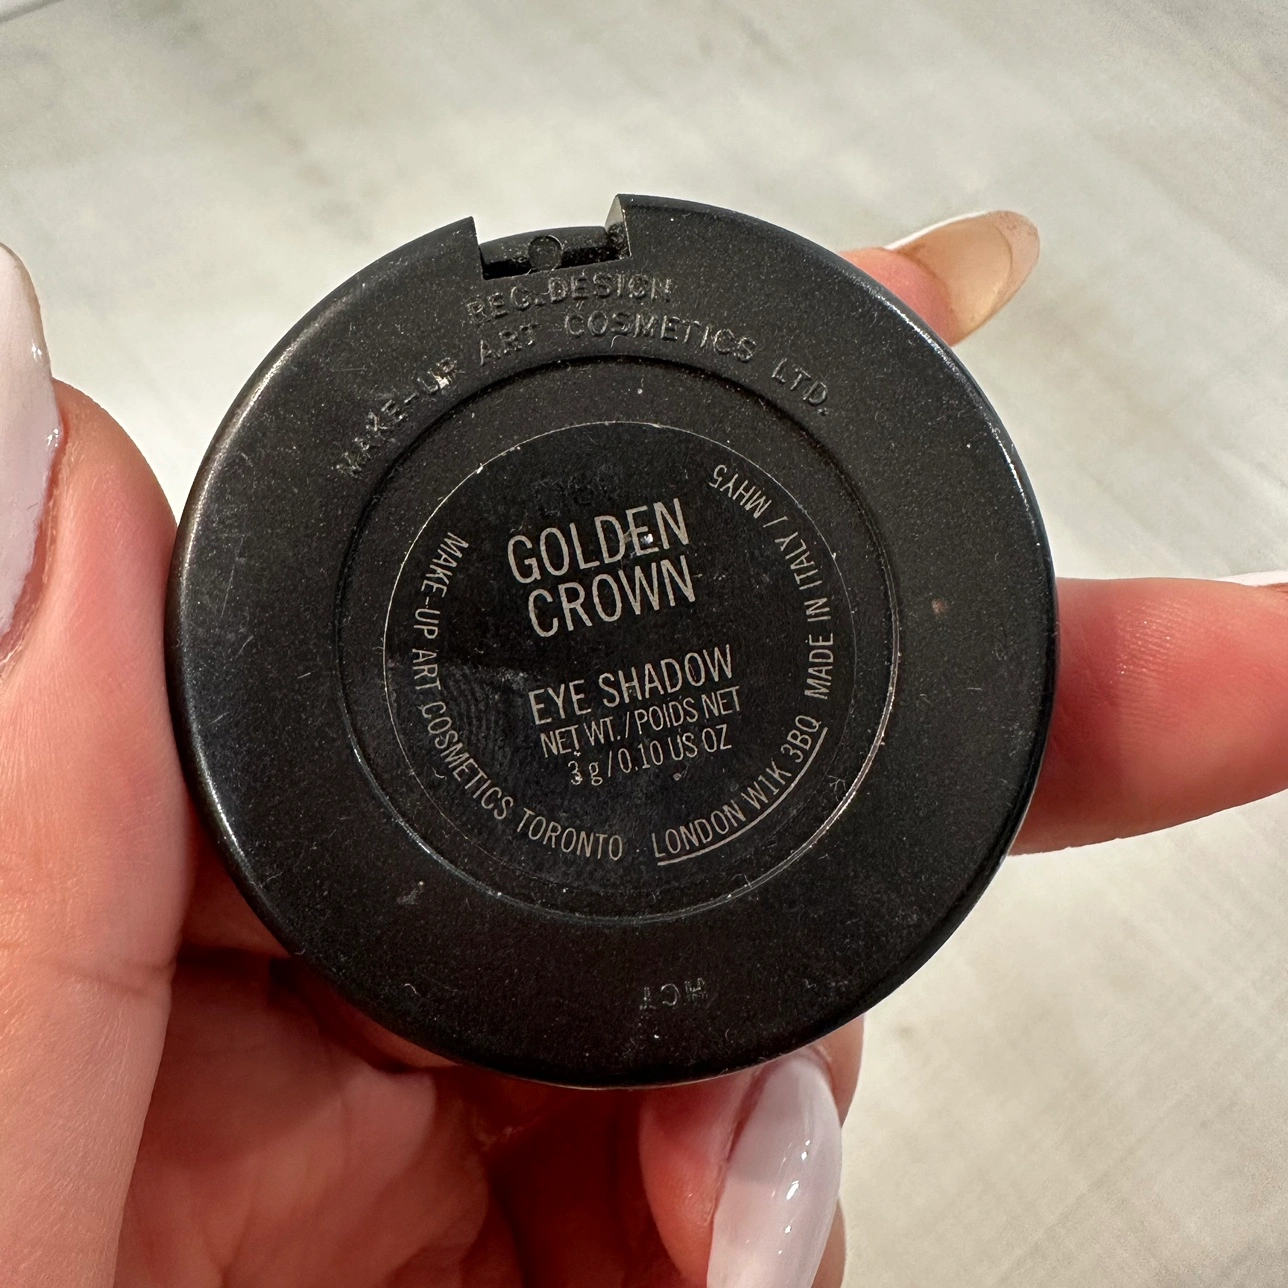 REG.DESIGN
MAKE-UP ART COSMETICS LTD.
GOLDEN
CROWN
EYE SHADOW
NET WT./POIDS NET
3 g/0.10 US OZ
MAKE-UP ART COSMETICS TORONTO · LONDON W1K 3BQ MADE IN ITALY / MHY5
HCT